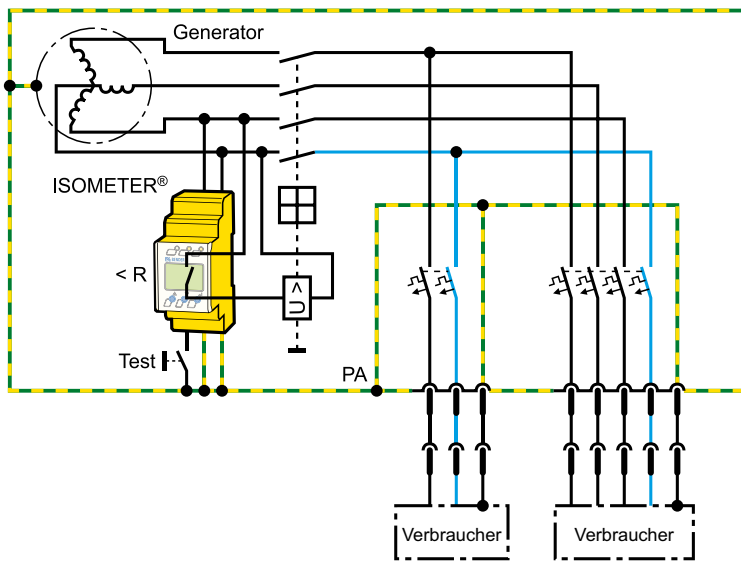 Generator
ISOMETER®
< R
U >
Test
PA
Verbraucher
Verbraucher